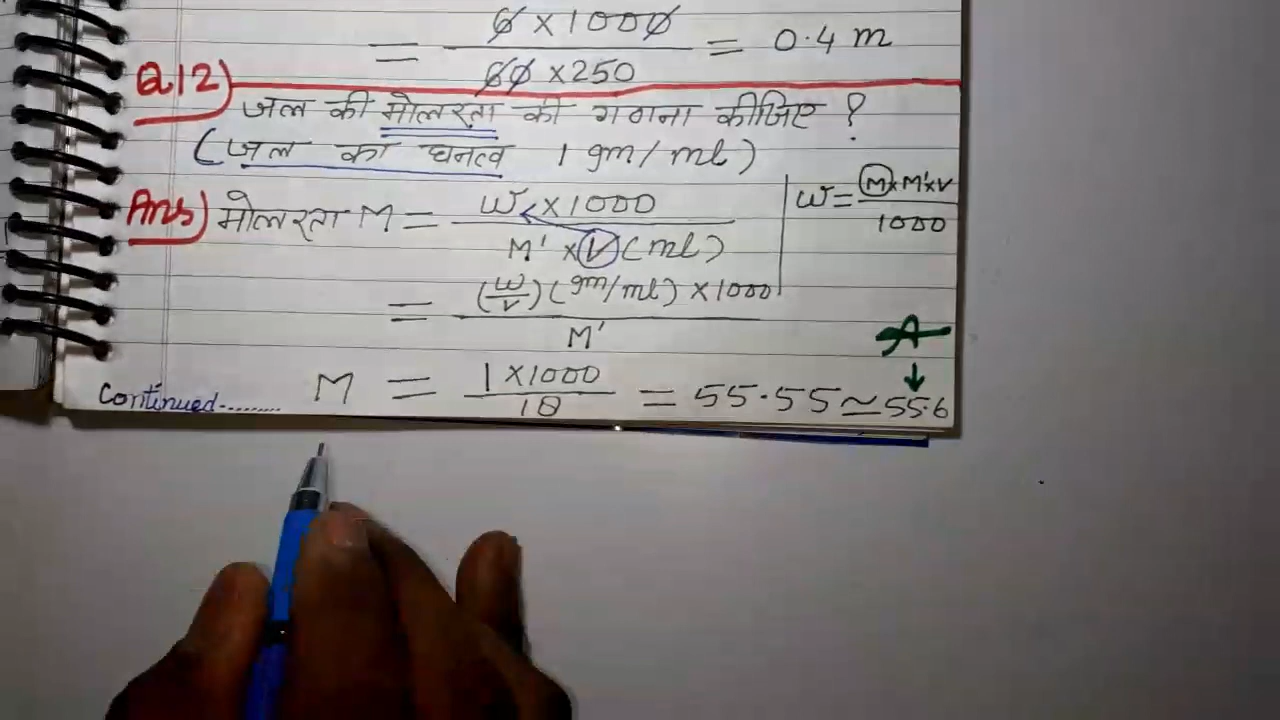 = 6 × 1000 / 60 × 250 = 0.4 m
Q12) जल की मोलरता की गणना कीजिए ?
(जल का घनत्व 1 gm/ml)
Ans) मोलरता M = W × 1000 / M' × V (ml)
W = M × M' × V / 1000
= (W/V) (gm/ml) × 1000 / M'
A
↓
Continued......... M = 1 × 1000 / 18 = 55.55 ≃ 55.6